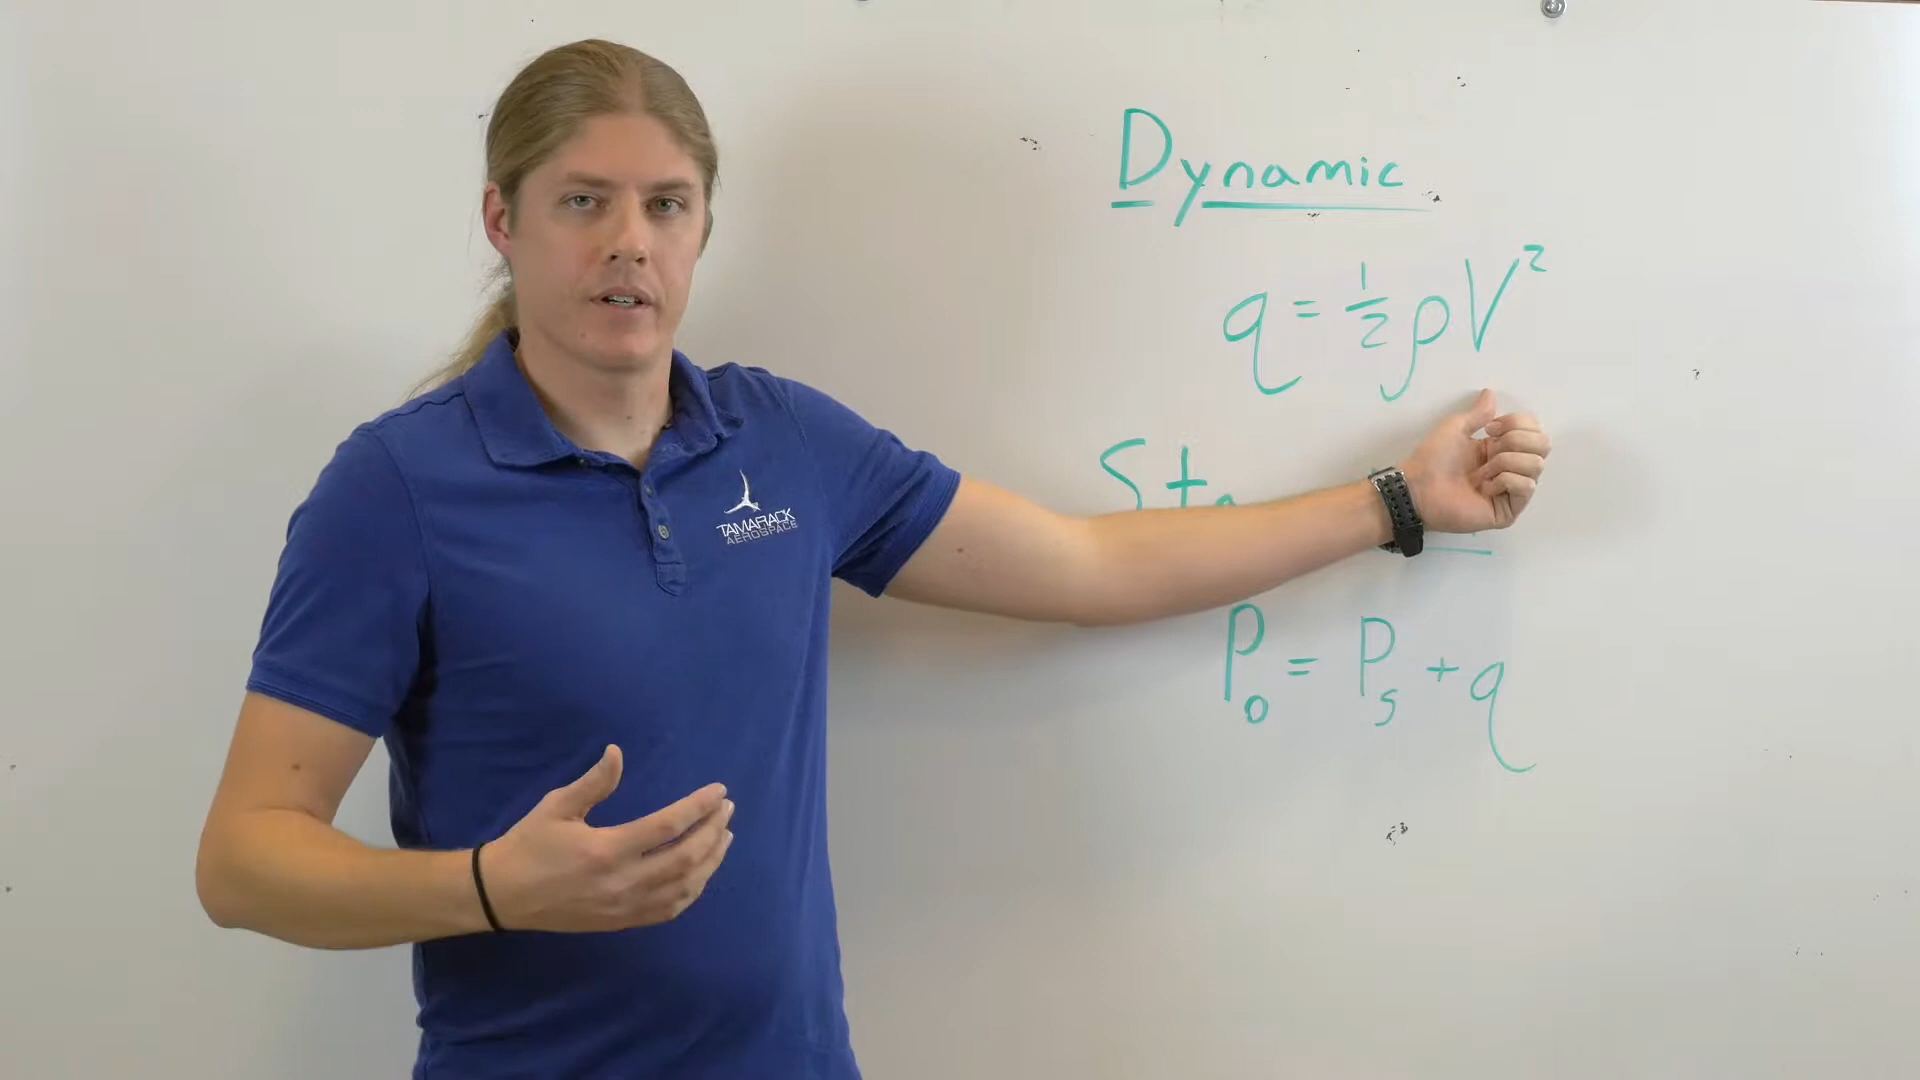 TAMARACK
AEROSPACE
Dynamic
q = ½ρV²
P₀ = Pₛ + q